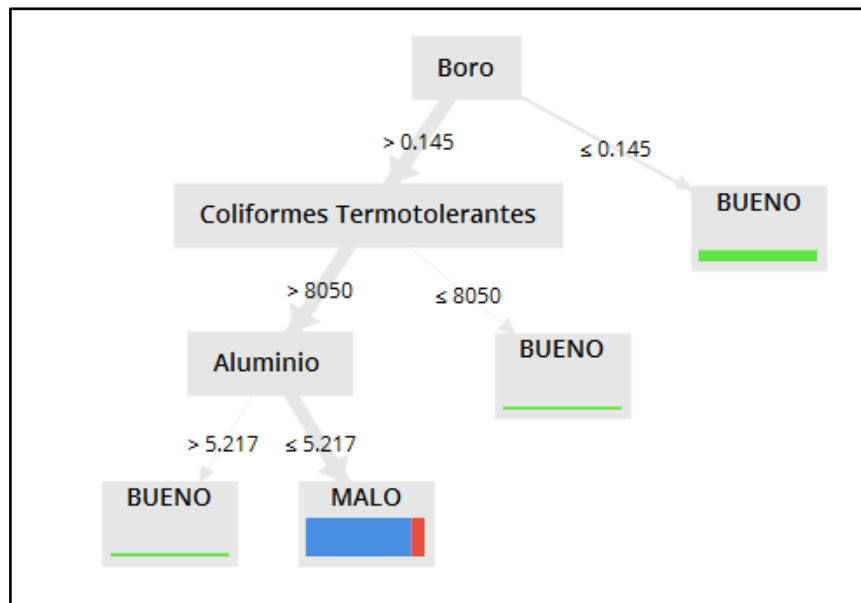 Boro
> 0.145
≤ 0.145
BUENO
Coliformes Termotolerantes
> 8050
≤ 8050
BUENO
Aluminio
> 5.217
≤ 5.217
BUENO
MALO